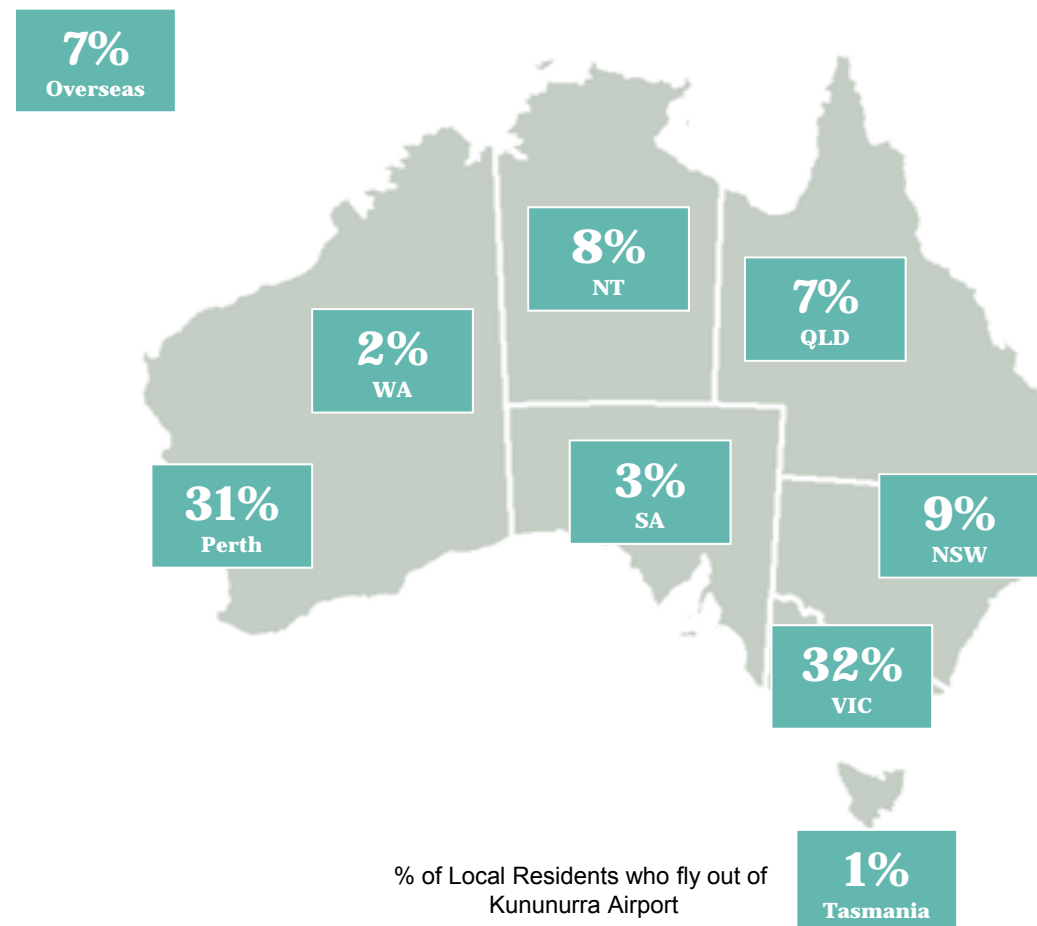 7%
Overseas
8%
NT
7%
QLD
2%
WA
31%
Perth
3%
SA
9%
NSW
32%
VIC
% of Local Residents who fly out of
Kununurra Airport
1%
Tasmania